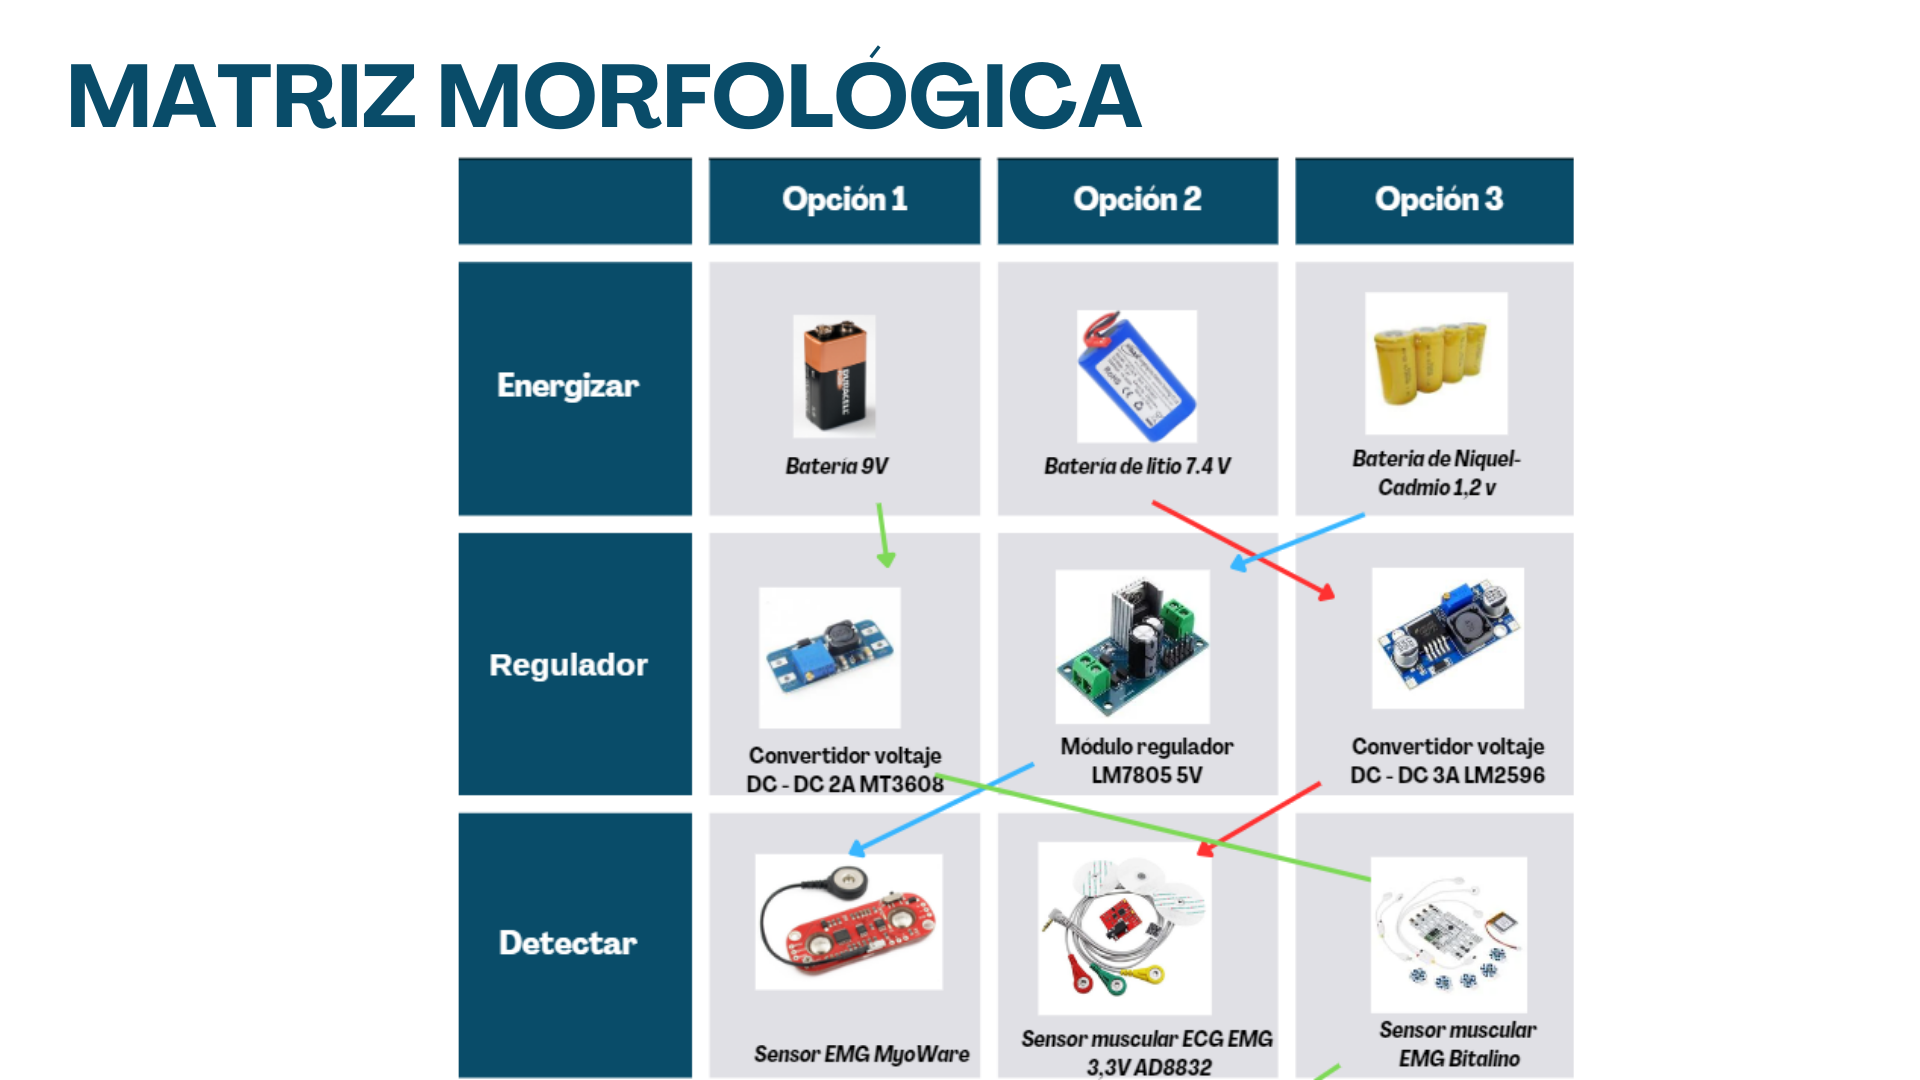 MATRIZ MORFOLÓGICA
Opción 1
Opción 2
Opción 3
Energizar
DURACELL
RoHS
Batería 9V
Batería de litio 7.4 V
Bateria de Niquel-
Cadmio 1,2 v
Regulador
Convertidor voltaje
DC - DC 2A MT3608
Módulo regulador
LM7805 5V
Convertidor voltaje
DC - DC 3A LM2596
Detectar
Sensor EMG MyoWare
Sensor muscular ECG EMG
3,3V AD8832
Sensor muscular
EMG Bitalino